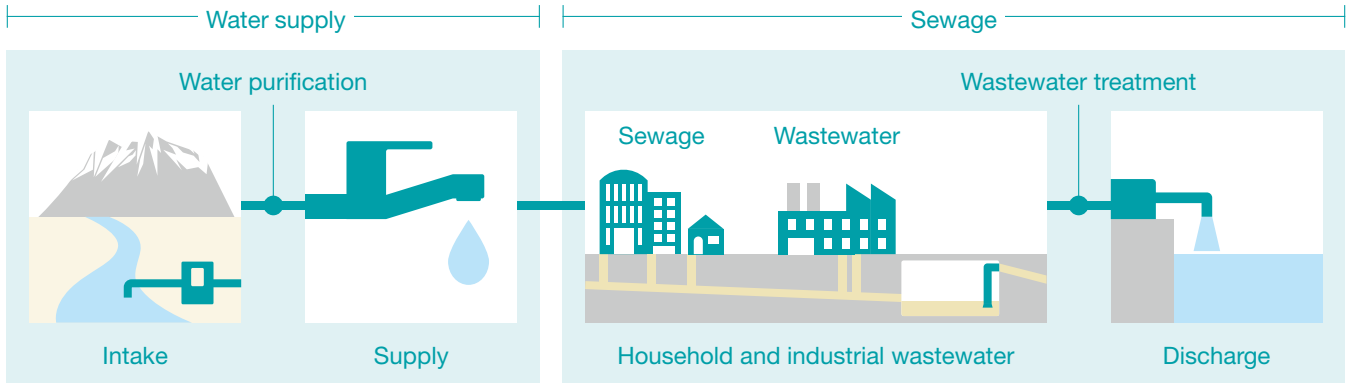 Water supply
Sewage
Water purification
Wastewater treatment
Sewage
Wastewater
Intake
Supply
Household and industrial wastewater
Discharge